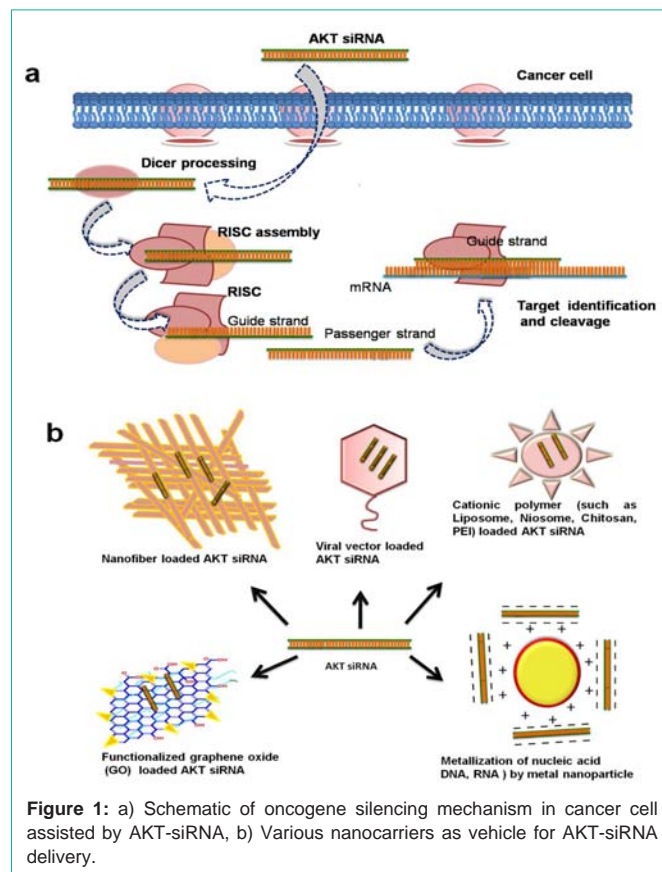 AKT siRNA
a
Cancer cell
Dicer processing
RISC assembly
Guide strand
mRNA
RISC
Guide strand
Target identification
and cleavage
Passenger strand
b
Nanofiber loaded AKT siRNA
Viral vector loaded
AKT siRNA
Cationic polymer (such as
Liposome, Niosome, Chitosan,
PEI) loaded AKT siRNA
AKT siRNA
Functionalized graphene oxide
(GO) loaded AKT siRNA
Metallization of nucleic acid
DNA, RNA ) by metal nanoparticle
Figure 1: a) Schematic of oncogene silencing mechanism in cancer cell
assisted by AKT-siRNA, b) Various nanocarriers as vehicle for AKT-siRNA
delivery.